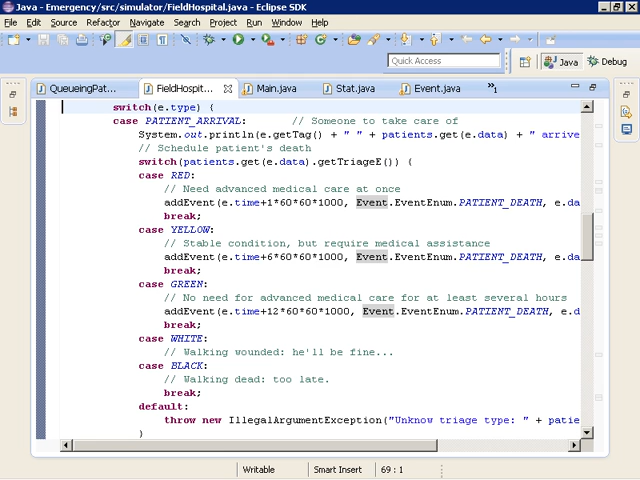 Java - Emergency/src/simulator/FieldHospital.java - Eclipse SDK
File Edit Source Refactor Navigate Search Project Run Window Help
Quick Access
Java
Debug
QueueingPat...
FieldHospit...
Main.java
Stat.java
Event.java
»1
switch(e.type) {
case PATIENT_ARRIVAL: // Someone to take care of
System.out.println(e.getTag() + " " + patients.get(e.data) + " arrive
// Schedule patient's death
switch(patients.get(e.data).getTriageE()) {
case RED:
// Need advanced medical care at once
addEvent(e.time+1*60*60*1000, Event.EventEnum.PATIENT_DEATH, e.da
break;
case YELLOW:
// Stable condition, but require medical assistance
addEvent(e.time+6*60*60*1000, Event.EventEnum.PATIENT_DEATH, e.da
break;
case GREEN:
// No need for advanced medical care for at least several hours
addEvent(e.time+12*60*60*1000, Event.EventEnum.PATIENT_DEATH, e.d
break;
case WHITE:
// Walking wounded: he'll be fine...
case BLACK:
// Walking dead: too late.
break;
default:
throw new IllegalArgumentException("Unknow triage type: " + patie
}
Writable
Smart Insert
69 : 1